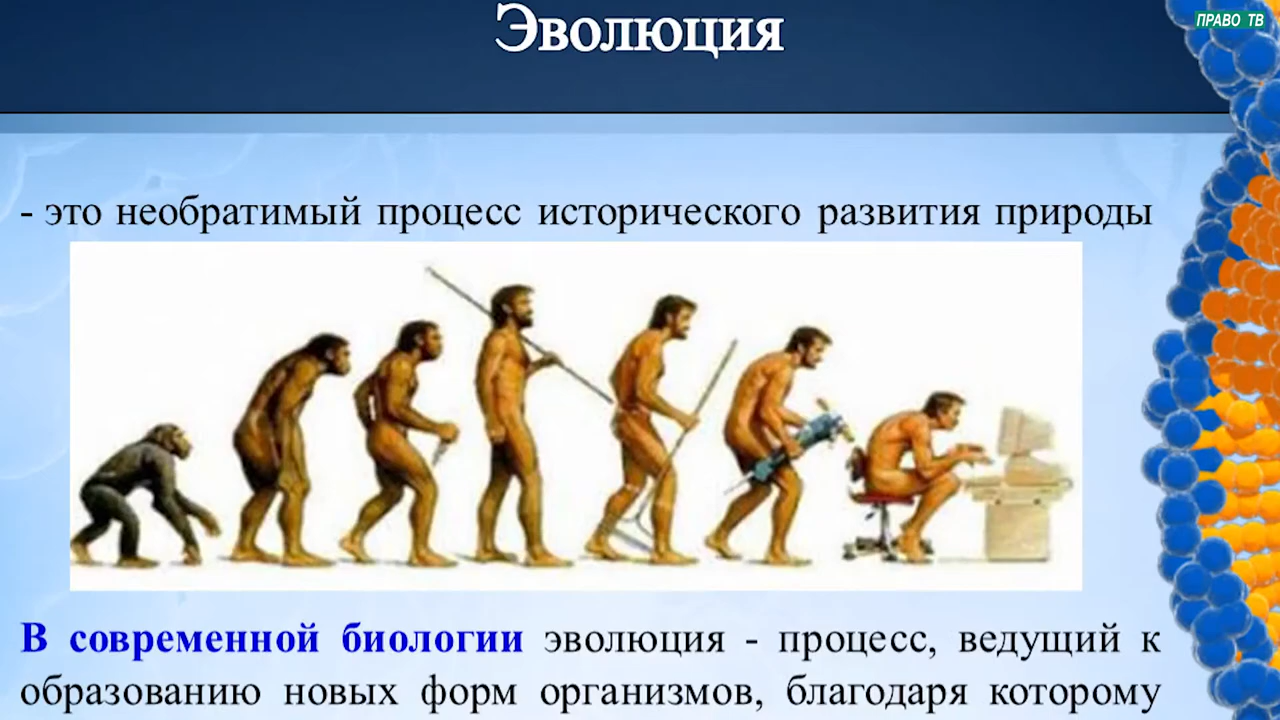 Эволюция
ПРАВО ТВ
- это необратимый процесс исторического развития природы
В современной биологии эволюция - процесс, ведущий к
образованию новых форм организмов, благодаря которому